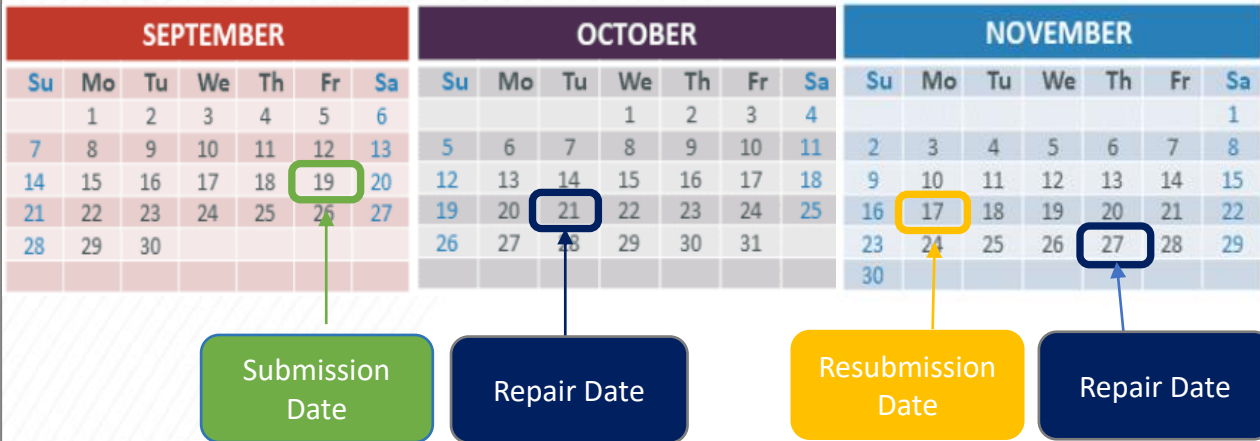 SEPTEMBER
Su Mo Tu We Th Fr Sa
1 2 3 4 5 6
7 8 9 10 11 12 13
14 15 16 17 18 19 20
21 22 23 24 25 26 27
28 29 30
OCTOBER
Su Mo Tu We Th Fr Sa
1 2 3 4
5 6 7 8 9 10 11
12 13 14 15 16 17 18
19 20 21 22 23 24 25
26 27 28 29 30 31
NOVEMBER
Su Mo Tu We Th Fr Sa
1
2 3 4 5 6 7 8
9 10 11 12 13 14 15
16 17 18 19 20 21 22
23 24 25 26 27 28 29
30
Submission
Date
Repair Date
Resubmission
Date
Repair Date